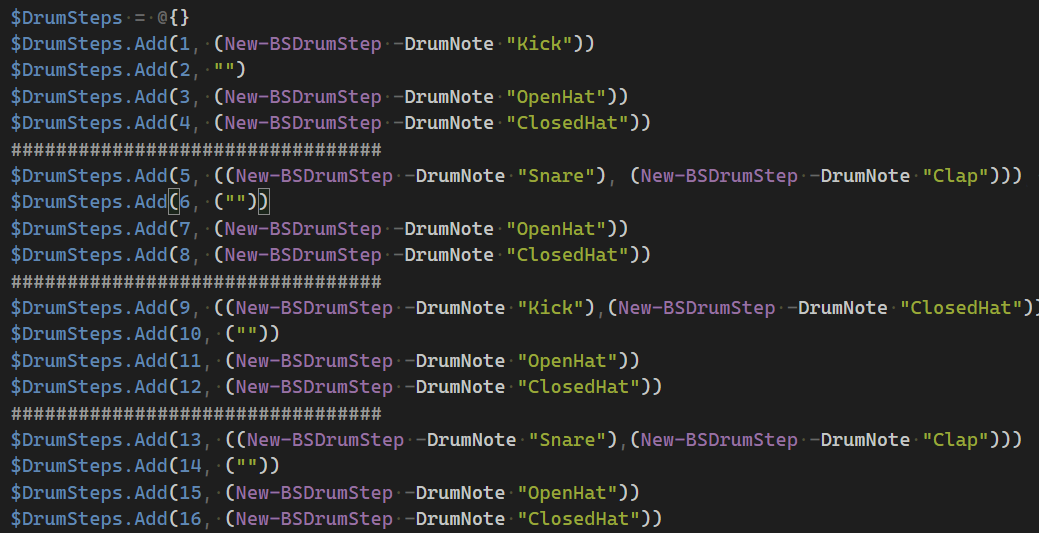 $DrumSteps = @{}
$DrumSteps.Add(1, (New-BSDrumStep -DrumNote "Kick"))
$DrumSteps.Add(2, "")
$DrumSteps.Add(3, (New-BSDrumStep -DrumNote "OpenHat"))
$DrumSteps.Add(4, (New-BSDrumStep -DrumNote "ClosedHat"))
#################################
$DrumSteps.Add(5, ((New-BSDrumStep -DrumNote "Snare"), (New-BSDrumStep -DrumNote "Clap")))
$DrumSteps.Add(6, (""))
$DrumSteps.Add(7, (New-BSDrumStep -DrumNote "OpenHat"))
$DrumSteps.Add(8, (New-BSDrumStep -DrumNote "ClosedHat"))
#################################
$DrumSteps.Add(9, ((New-BSDrumStep -DrumNote "Kick"),(New-BSDrumStep -DrumNote "ClosedHat"))
$DrumSteps.Add(10, (""))
$DrumSteps.Add(11, (New-BSDrumStep -DrumNote "OpenHat"))
$DrumSteps.Add(12, (New-BSDrumStep -DrumNote "ClosedHat"))
#################################
$DrumSteps.Add(13, ((New-BSDrumStep -DrumNote "Snare"),(New-BSDrumStep -DrumNote "Clap")))
$DrumSteps.Add(14, (""))
$DrumSteps.Add(15, (New-BSDrumStep -DrumNote "OpenHat"))
$DrumSteps.Add(16, (New-BSDrumStep -DrumNote "ClosedHat"))